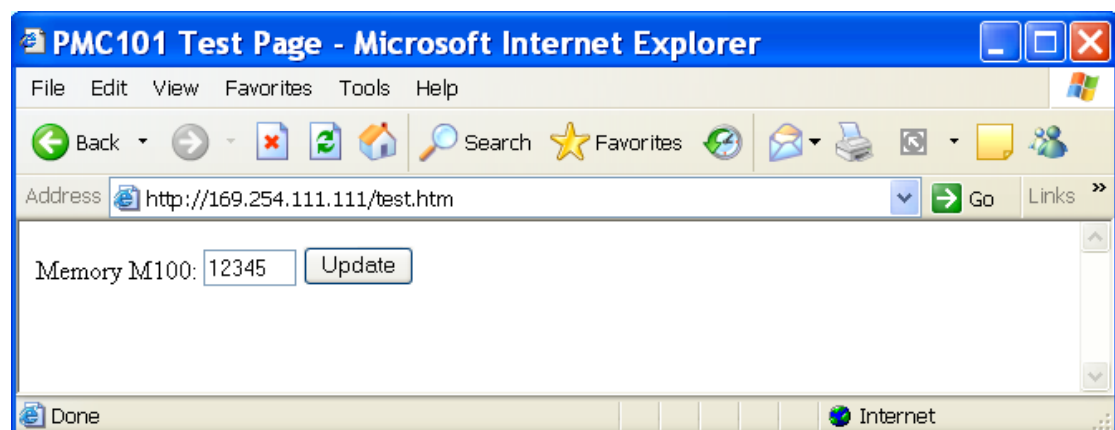 PMC101 Test Page - Microsoft Internet Explorer
File Edit View Favorites Tools Help
Back Search Favorites
Address http://169.254.111.111/test.htm Go Links »
Memory M100: 12345 Update
Done Internet